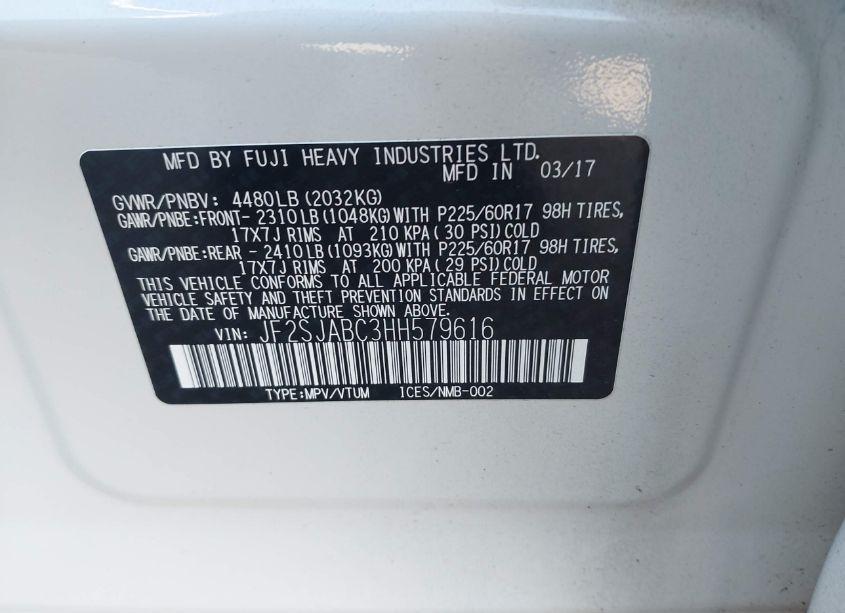 MFD BY FUJI HEAVY INDUSTRIES LTD.
MFD IN 03/17
GVWR/PNBV: 4480LB (2032KG)
GAWR/PNBE:FRONT- 2310LB (1048KG)WITH P225/60R17 98H TIRES,
17X7J RIMS AT 210 KPA( 30 PSI)COLD
GAWR/PNBE:REAR - 2410LB (1093KG)WITH P225/60R17 98H TIRES,
17X7J RIMS AT 200 KPA( 29 PSI)COLD
THIS VEHICLE CONFORMS TO ALL APPLICABLE FEDERAL MOTOR
VEHICLE SAFETY AND THEFT PREVENTION STANDARDS IN EFFECT ON
THE DATE OF MANUFACTURE SHOWN ABOVE.
VIN: JF2SJABC3HH579616
TYPE:MPV/VTUM ICES/NMB-002